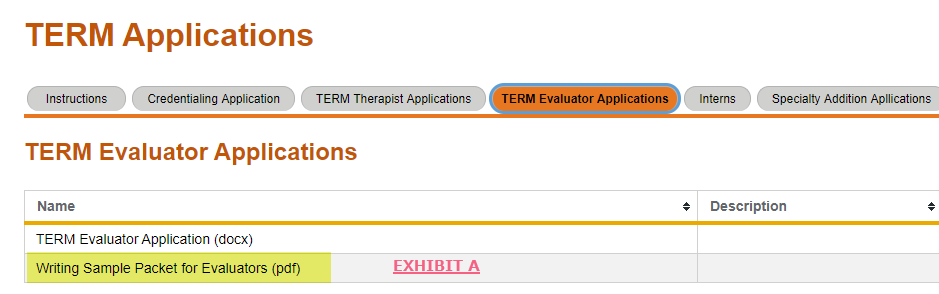 TERM Applications
Instructions Credentialing Application TERM Therapist Applications TERM Evaluator Applications Interns Specialty Addition Apllications
TERM Evaluator Applications
Name Description
TERM Evaluator Application (docx)
Writing Sample Packet for Evaluators (pdf) EXHIBIT A